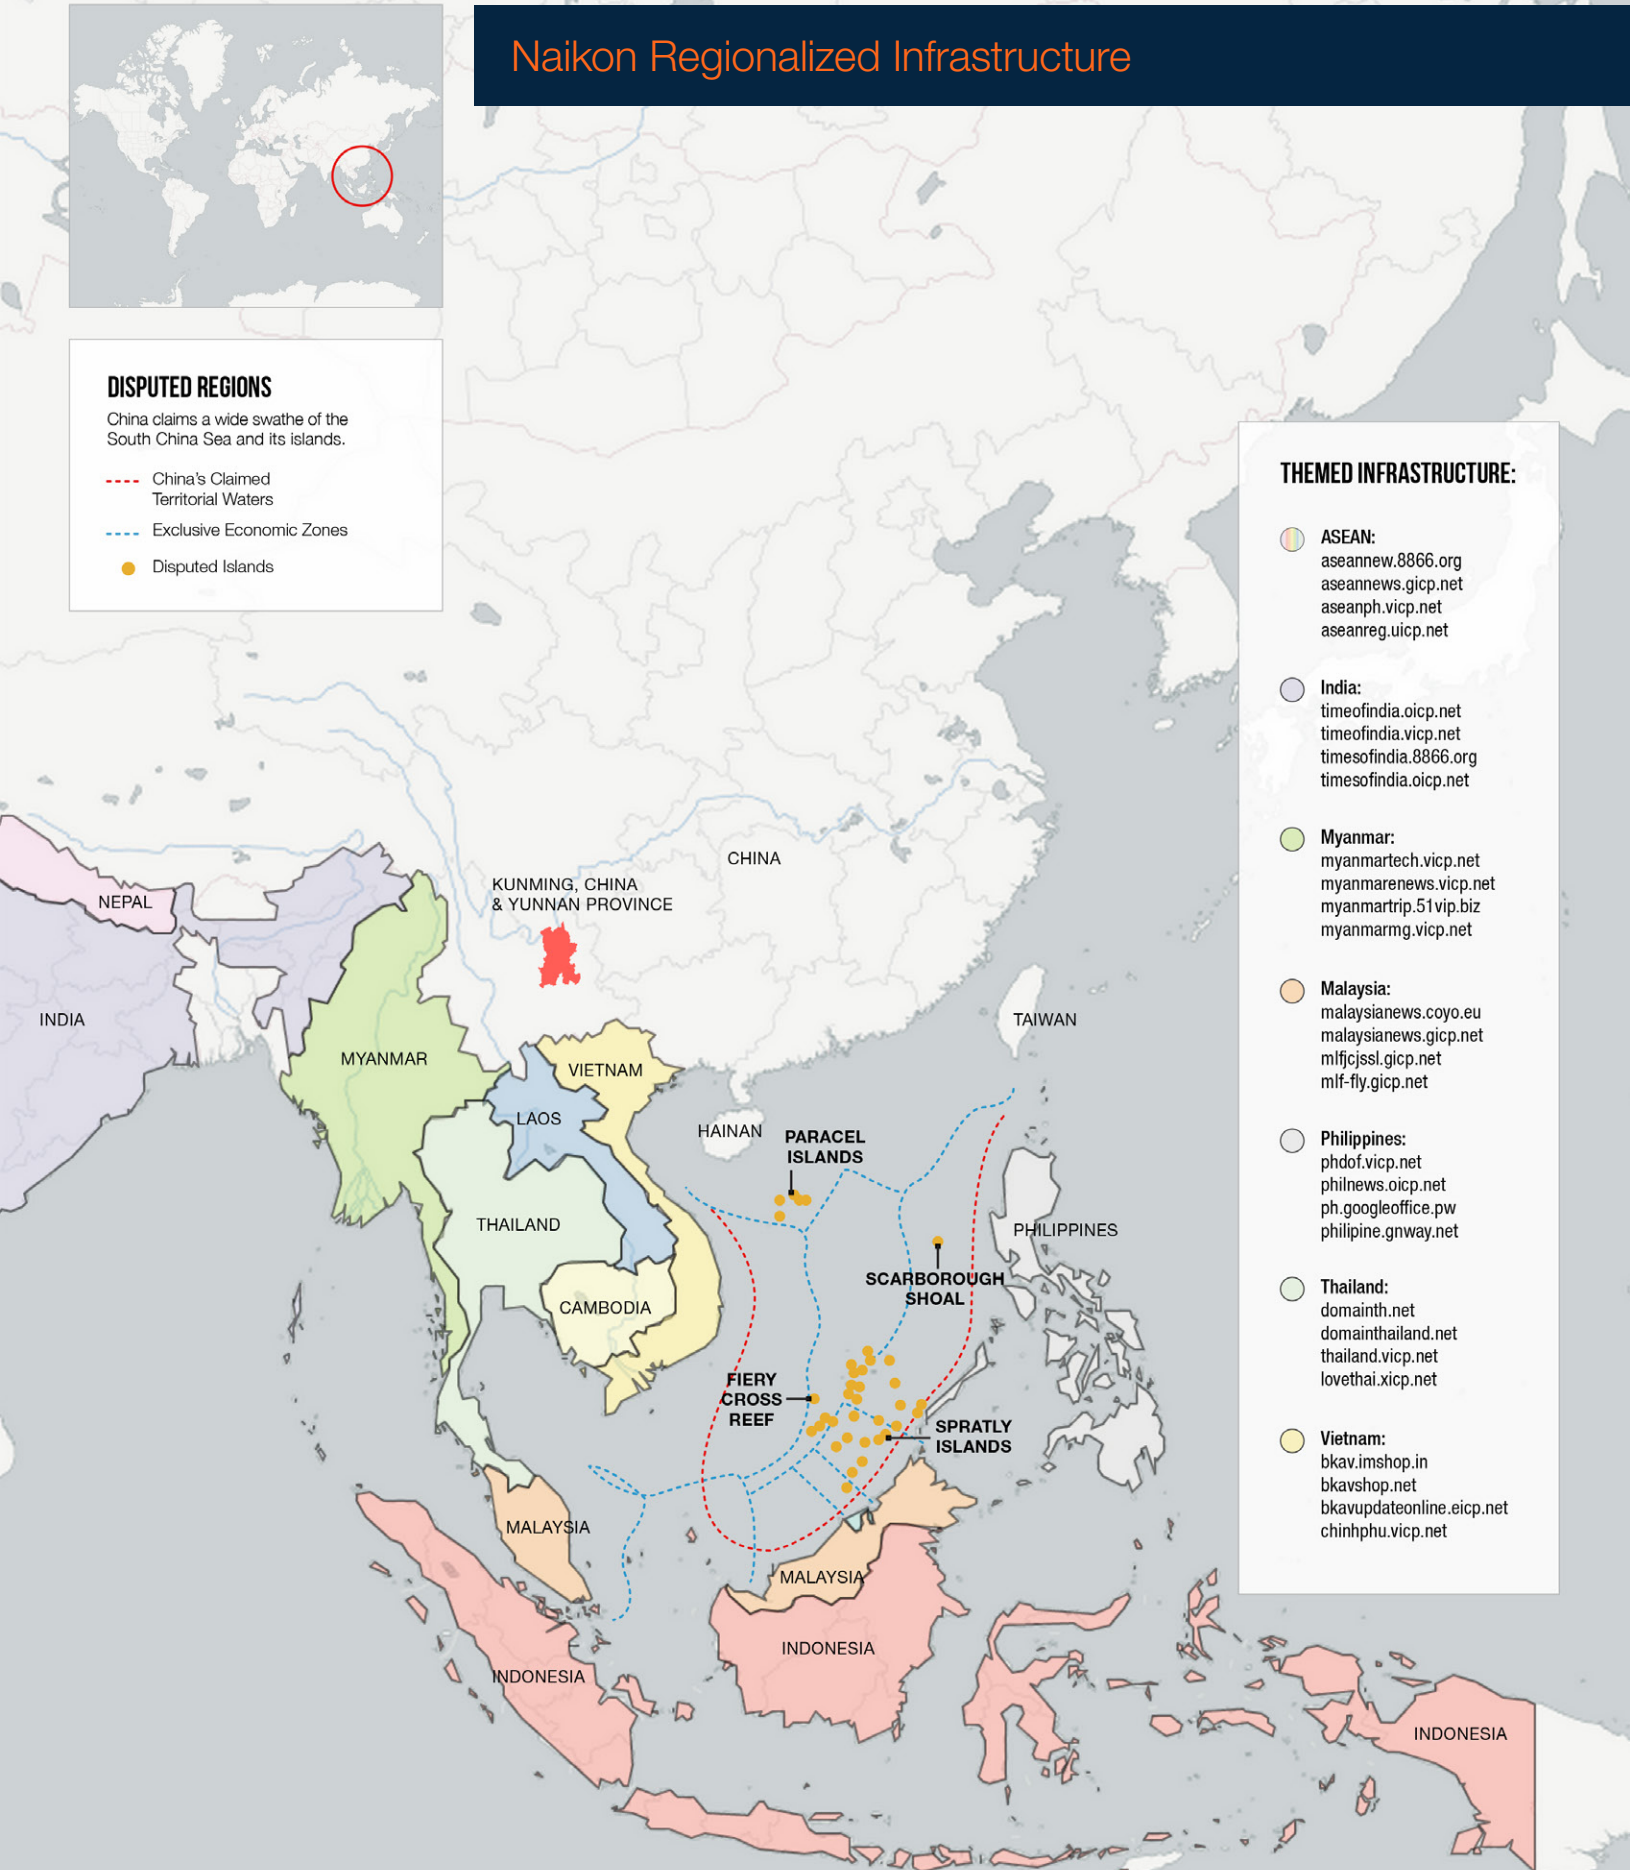 Naikon Regionalized Infrastructure
DISPUTED REGIONS
China claims a wide swathe of the
South China Sea and its islands.
China's Claimed
Territorial Waters
Exclusive Economic Zones
Disputed Islands
THEMED INFRASTRUCTURE:
ASEAN:
aseannew.8866.org
aseannews.gicp.net
aseanph.vicp.net
aseanreg.uicp.net
India:
timeofindia.oicp.net
timeofindia.vicp.net
timesofindia.8866.org
timesofindia.oicp.net
Myanmar:
myanmartech.vicp.net
myanmarenews.vicp.net
myanmartrip.51vip.biz
myanmarmg.vicp.net
Malaysia:
malaysianews.coyo.eu
malaysianews.gicp.net
mlfjcjssl.gicp.net
mlf-fly.gicp.net
Philippines:
phdof.vicp.net
philnews.oicp.net
ph.googleoffice.pw
philipine.gnway.net
Thailand:
domainth.net
domainthailand.net
thailand.vicp.net
lovethai.xicp.net
Vietnam:
bkav.imshop.in
bkavshop.net
bkavupdateonline.eicp.net
chinhphu.vicp.net
CHINA
KUNMING, CHINA
& YUNNAN PROVINCE
NEPAL
INDIA
MYANMAR
TAIWAN
VIETNAM
LAOS
HAINAN
PARACEL
ISLANDS
THAILAND
PHILIPPINES
SCARBOROUGH
SHOAL
CAMBODIA
FIERY
CROSS
REEF
SPRATLY
ISLANDS
MALAYSIA
MALAYSIA
INDONESIA
INDONESIA
INDONESIA